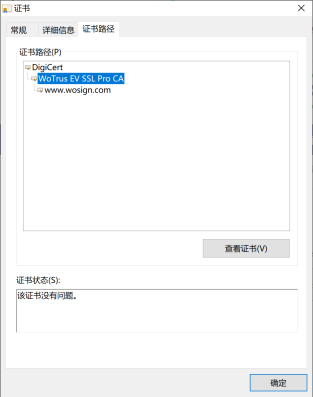 证书
常规 详细信息 证书路径
证书路径(P)
DigiCert
WoTrus EV SSL Pro CA
www.wosign.com
查看证书(V)
证书状态(S):
该证书没有问题。
确定